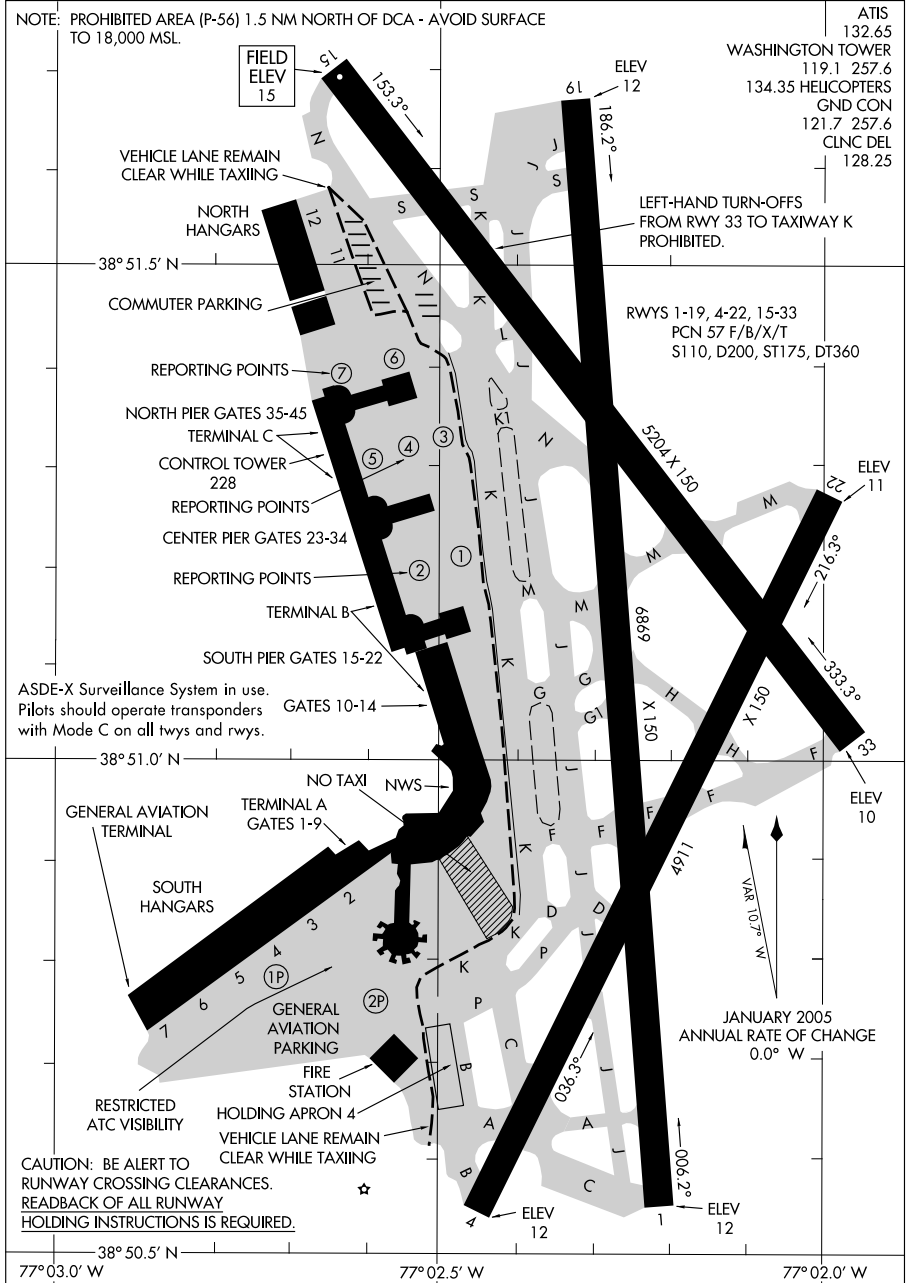 NOTE: PROHIBITED AREA (P-56) 1.5 NM NORTH OF DCA - AVOID SURFACE
TO 18,000 MSL.
ATIS
132.65
WASHINGTON TOWER
119.1 257.6
134.35 HELICOPTERS
GND CON
121.7 257.6
CLNC DEL
128.25
FIELD
ELEV
15
15
153.3°
19
ELEV
12
186.2°
N
J
J
S
VEHICLE LANE REMAIN
CLEAR WHILE TAXIING
NORTH
HANGARS
12
11
S
S
K
J
LEFT-HAND TURN-OFFS
FROM RWY 33 TO TAXIWAY K
PROHIBITED.
38°51.5' N
N
K
L
J
COMMUTER PARKING
RWYS 1-19, 4-22, 15-33
PCN 57 F/B/X/T
S110, D200, ST175, DT360
REPORTING POINTS
7
6
NORTH PIER GATES 35-45
TERMINAL C
K1
N
5204 X 150
CONTROL TOWER
228
5
4
3
REPORTING POINTS
K
J
22
ELEV
11
M
CENTER PIER GATES 23-34
216.3°
REPORTING POINTS
2
1
M
M
M
TERMINAL B
6869
X 150
SOUTH PIER GATES 15-22
K
J
G
G
G1
H
H
F
333.3°
X 150
4911
ASDE-X Surveillance System in use.
Pilots should operate transponders
with Mode C on all twys and rwys.
GATES 10-14
33
38°51.0' N
J
ELEV
10
NO TAXI
NWS
GENERAL AVIATION
TERMINAL
TERMINAL A
GATES 1-9
K
F
F
F
F
J
VAR 10.7° W
SOUTH
HANGARS
2
3
4
5
6
7
D
D
K
P
J
K
1P
2P
P
GENERAL
AVIATION
PARKING
JANUARY 2005
ANNUAL RATE OF CHANGE
0.0° W
C
B
036.3°
J
FIRE
STATION
RESTRICTED
ATC VISIBILITY
HOLDING APRON 4
A
A
J
006.2°
VEHICLE LANE REMAIN
CLEAR WHILE TAXIING
B
C
CAUTION: BE ALERT TO
RUNWAY CROSSING CLEARANCES.
READBACK OF ALL RUNWAY
HOLDING INSTRUCTIONS IS REQUIRED.
4
ELEV
12
1
ELEV
12
38°50.5' N
77°03.0' W
77°02.5' W
77°02.0' W